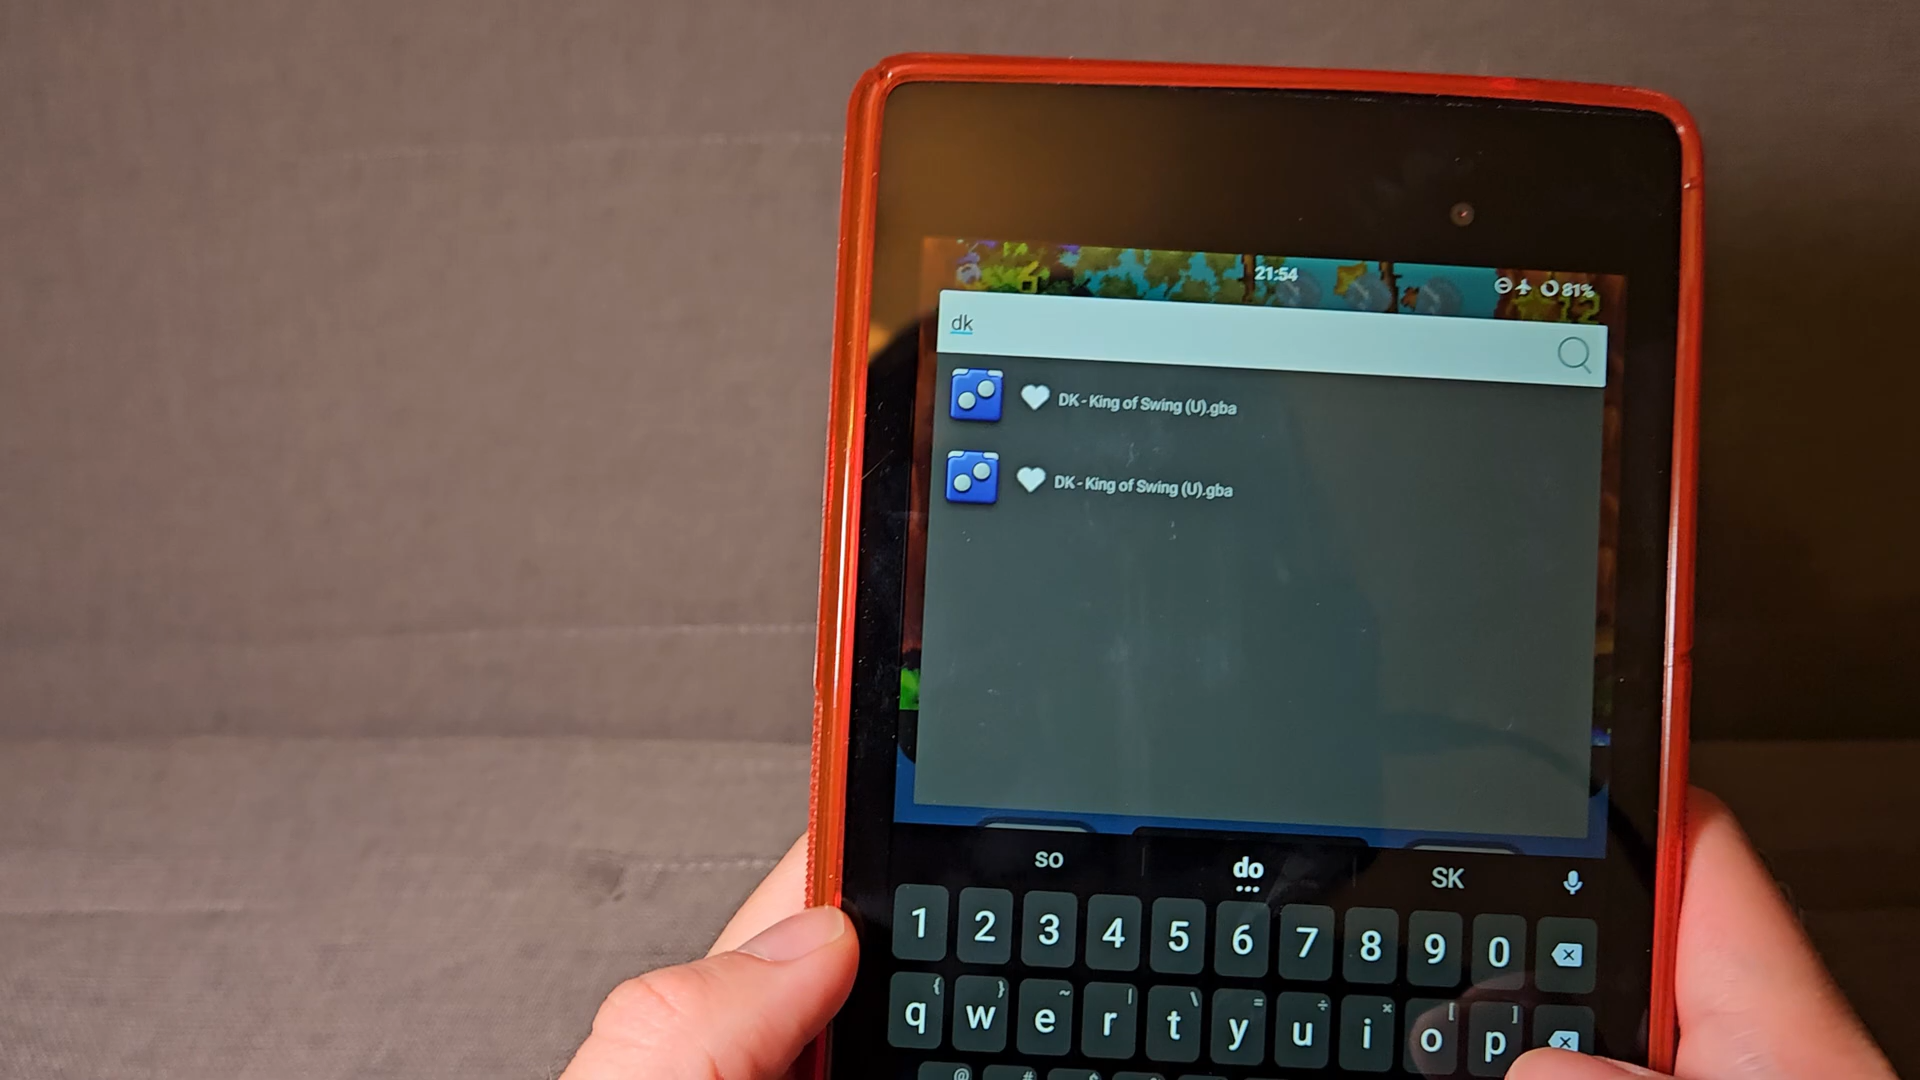 21:54
81%
dk
DK - King of Swing (U).gba
DK - King of Swing (U).gba
so do SK
1 2 3 4 5 6 7 8 9 0
{ } ~ | \ = ÷ × [ ]
q w e r t y u i o p
@ #